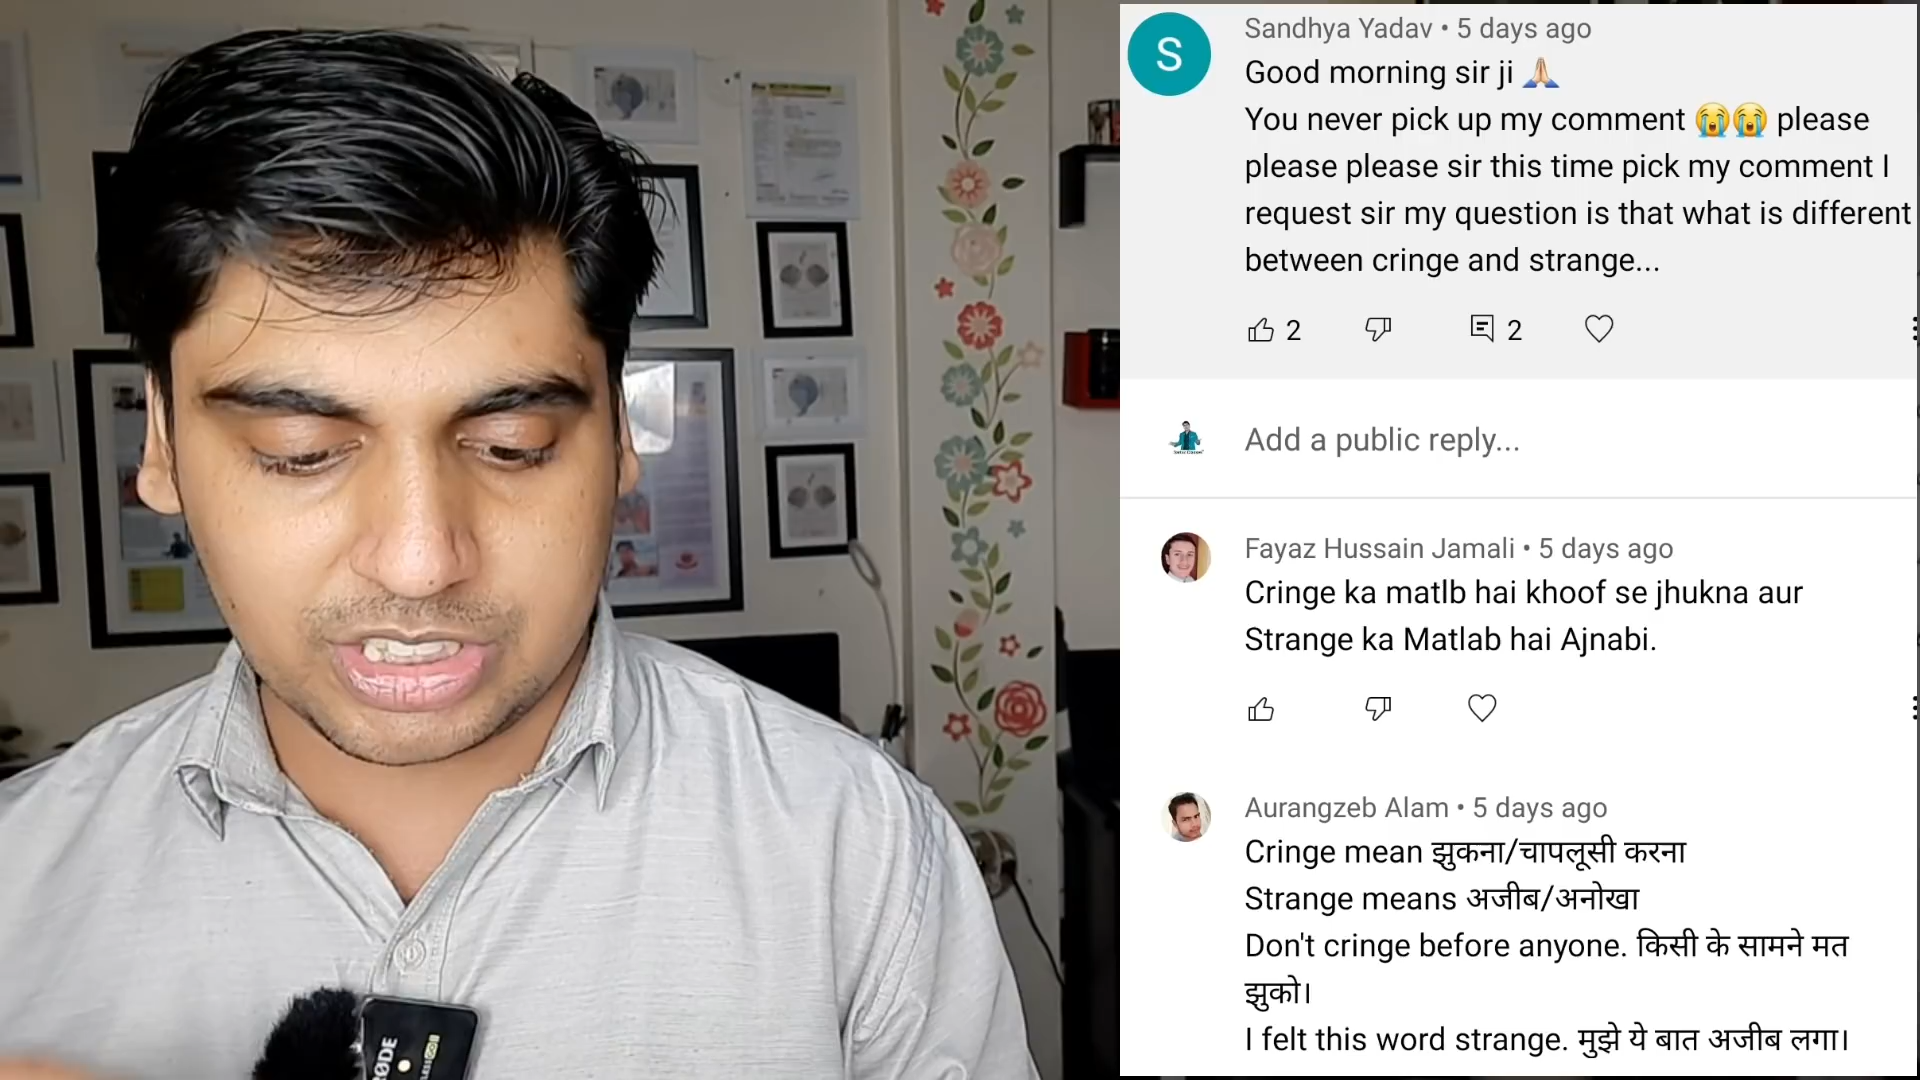 S
Sandhya Yadav • 5 days ago
Good morning sir ji 🙏🏻
You never pick up my comment 😭😭 please
please please sir this time pick my comment I
request sir my question is that what is different
between cringe and strange...
2
2
Add a public reply...
Fayaz Hussain Jamali • 5 days ago
Cringe ka matlb hai khoof se jhukna aur
Strange ka Matlab hai Ajnabi.
Aurangzeb Alam • 5 days ago
Cringe mean झुकना/चापलूसी करना
Strange means अजीब/अनोखा
Don't cringe before anyone. किसी के सामने मत
झुको।
I felt this word strange. मुझे ये बात अजीब लगा।
RØDE